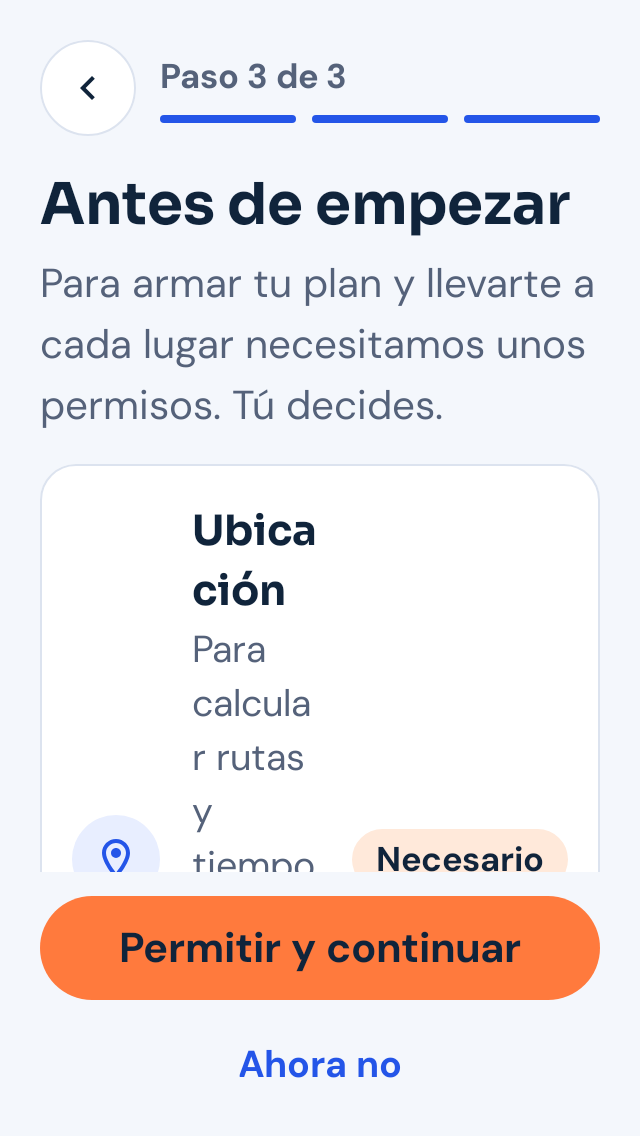 Paso 3 de 3
Antes de empezar
Para armar tu plan y llevarte a
cada lugar necesitamos unos
permisos. Tú decides.
Ubica
ción
Para
calcula
r rutas
y
tiempo
Necesario
Permitir y continuar
Ahora no